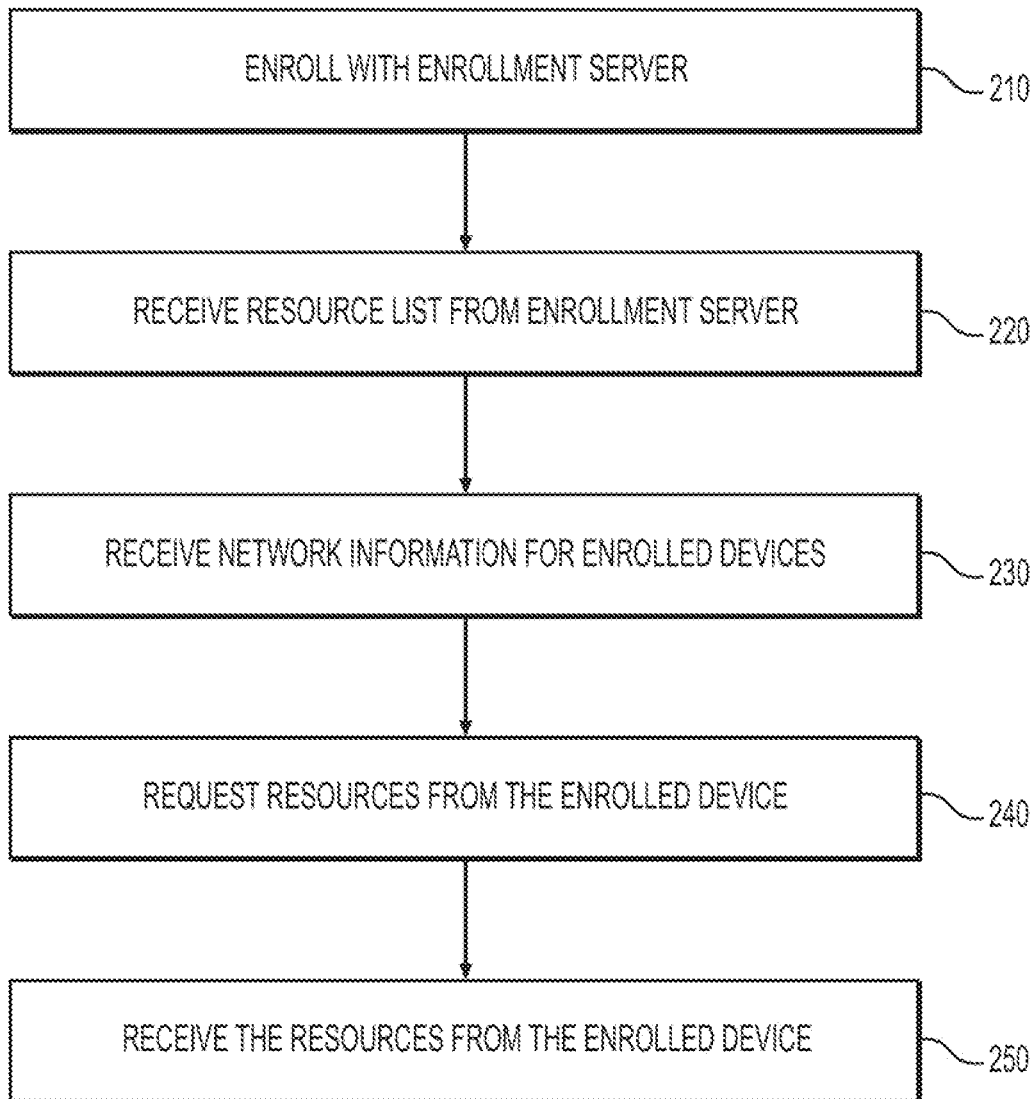 ENROLL WITH ENROLLMENT SERVER
210
RECEIVE RESOURCE LIST FROM ENROLLMENT SERVER
220
RECEIVE NETWORK INFORMATION FOR ENROLLED DEVICES
230
REQUEST RESOURCES FROM THE ENROLLED DEVICE
240
RECEIVE THE RESOURCES FROM THE ENROLLED DEVICE
250